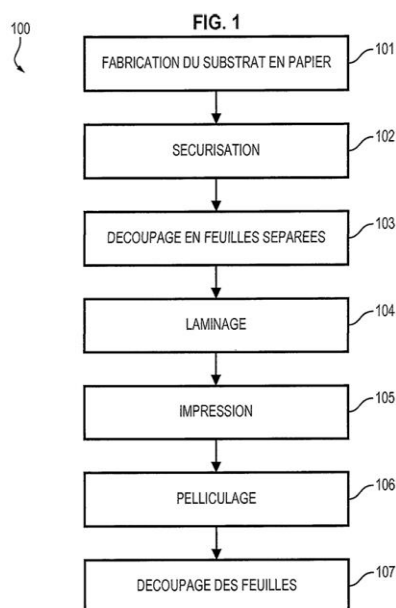 FIG. 1
100
FABRICATION DU SUBSTRAT EN PAPIER
101
SECURISATION
102
DECOUPAGE EN FEUILLES SEPAREES
103
LAMINAGE
104
IMPRESSION
105
PELLICULAGE
106
DECOUPAGE DES FEUILLES
107